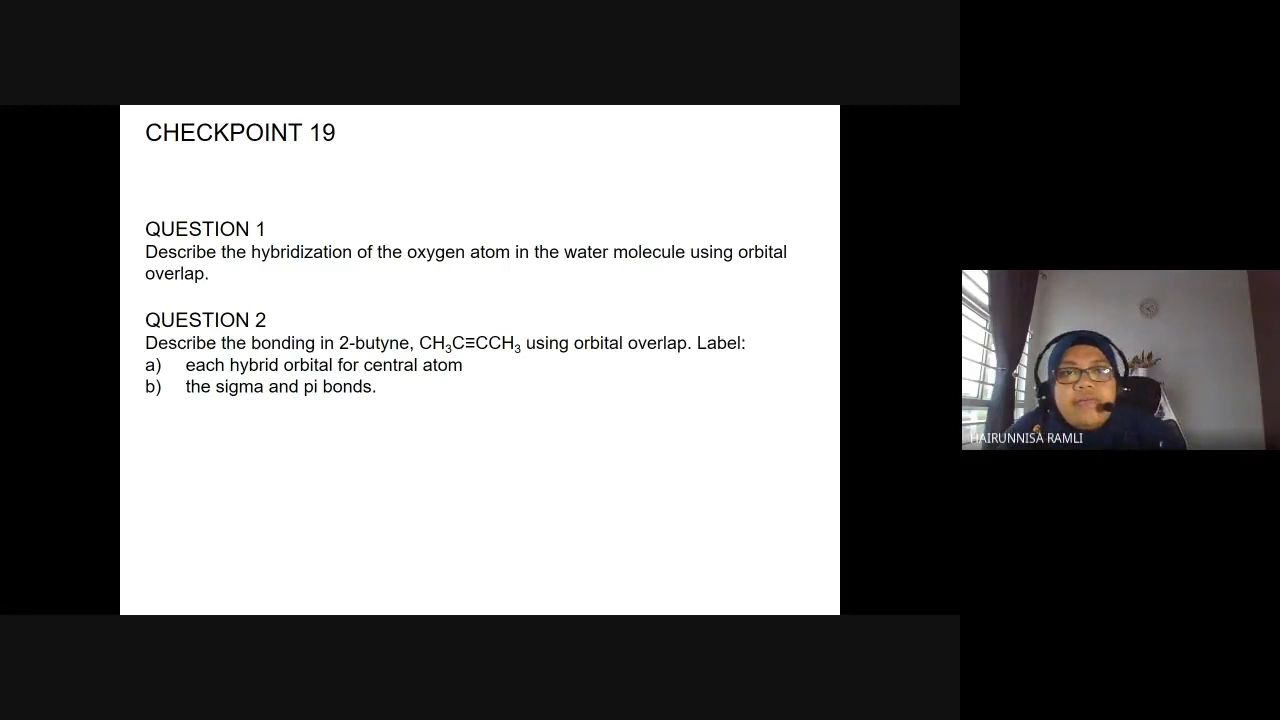 CHECKPOINT 19
QUESTION 1
Describe the hybridization of the oxygen atom in the water molecule using orbital
overlap.
QUESTION 2
Describe the bonding in 2-butyne, CH₃C≡CCH₃ using orbital overlap. Label:
a) each hybrid orbital for central atom
b) the sigma and pi bonds.
HAIRUNNISA RAMLI